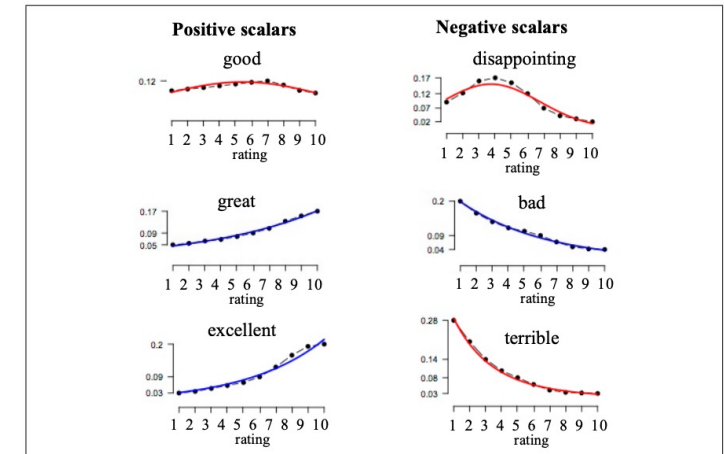 Positive scalars
Negative scalars
good
0.12
1 2 3 4 5 6 7 8 9 10
rating
disappointing
0.17
0.12
0.07
0.02
1 2 3 4 5 6 7 8 9 10
rating
great
0.17
0.09
0.05
1 2 3 4 5 6 7 8 9 10
rating
bad
0.2
0.09
0.04
1 2 3 4 5 6 7 8 9 10
rating
excellent
0.2
0.09
0.03
1 2 3 4 5 6 7 8 9 10
rating
terrible
0.28
0.14
0.08
0.03
1 2 3 4 5 6 7 8 9 10
rating